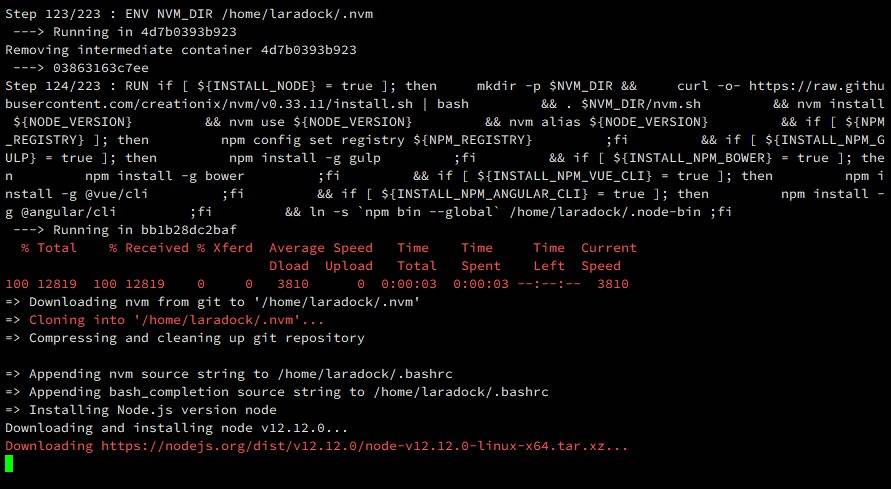 Step 123/223 : ENV NVM_DIR /home/laradock/.nvm
 ---> Running in 4d7b0393b923
Removing intermediate container 4d7b0393b923
 ---> 03863163c7ee
Step 124/223 : RUN if [ ${INSTALL_NODE} = true ]; then     mkdir -p $NVM_DIR &&     curl -o- https://raw.githu
busercontent.com/creationix/nvm/v0.33.11/install.sh | bash         && . $NVM_DIR/nvm.sh         && nvm install
 ${NODE_VERSION}         && nvm use ${NODE_VERSION}         && nvm alias ${NODE_VERSION}         && if [ ${NPM
_REGISTRY} ]; then         npm config set registry ${NPM_REGISTRY}         ;fi         && if [ ${INSTALL_NPM_G
ULP} = true ]; then         npm install -g gulp         ;fi         && if [ ${INSTALL_NPM_BOWER} = true ]; the
n         npm install -g bower         ;fi         && if [ ${INSTALL_NPM_VUE_CLI} = true ]; then         npm i
nstall -g @vue/cli         ;fi         && if [ ${INSTALL_NPM_ANGULAR_CLI} = true ]; then         npm install -
g @angular/cli         ;fi         && ln -s `npm bin --global` /home/laradock/.node-bin ;fi
 ---> Running in bb1b28dc2baf
  % Total    % Received % Xferd  Average Speed   Time    Time     Time  Current
                                 Dload  Upload   Total   Spent    Left  Speed
100 12819  100 12819    0     0   3810      0  0:00:03  0:00:03 --:--:--  3810
=> Downloading nvm from git to '/home/laradock/.nvm'
=> Cloning into '/home/laradock/.nvm'...
=> Compressing and cleaning up git repository
=> Appending nvm source string to /home/laradock/.bashrc
=> Appending bash_completion source string to /home/laradock/.bashrc
=> Installing Node.js version node
Downloading and installing node v12.12.0...
Downloading https://nodejs.org/dist/v12.12.0/node-v12.12.0-linux-x64.tar.xz...